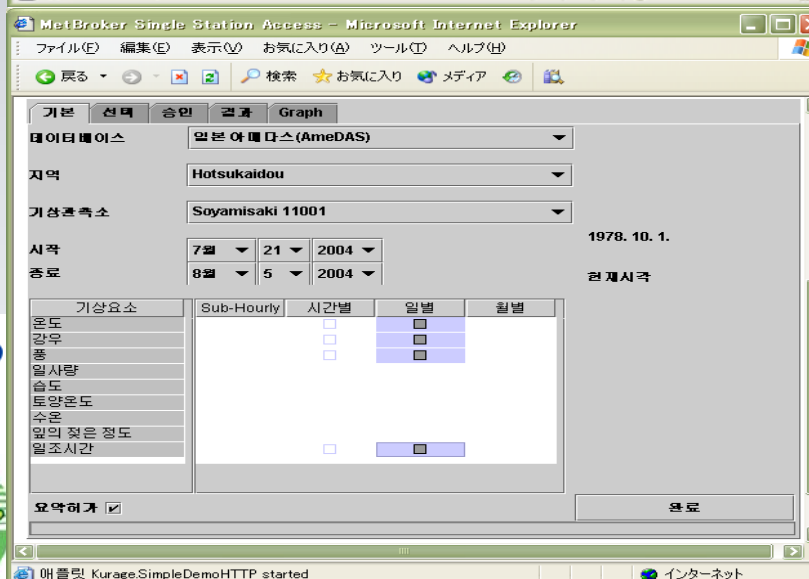 MetBroker Single Station Access - Microsoft Internet Explorer
ファイル(F) 編集(E) 表示(V) お気に入り(A) ツール(T) ヘルプ(H)
戻る 検索 お気に入り メディア
기본 선택 승인 결과 Graph
데이터베이스 일본 아메다스(AmeDAS)
지역 Hotsukaidou
기상관측소 Soyamisaki 11001
1978. 10. 1.
시작 7월 21 2004
종료 8월 5 2004
현재시각
기상요소 Sub-Hourly 시간별 일별 월별
온도
강우
풍
일사량
습도
토양온도
수온
잎의 젖은 정도
일조시간
요약허가 완료
애플릿 Kurage.SimpleDemoHTTP started インターネット